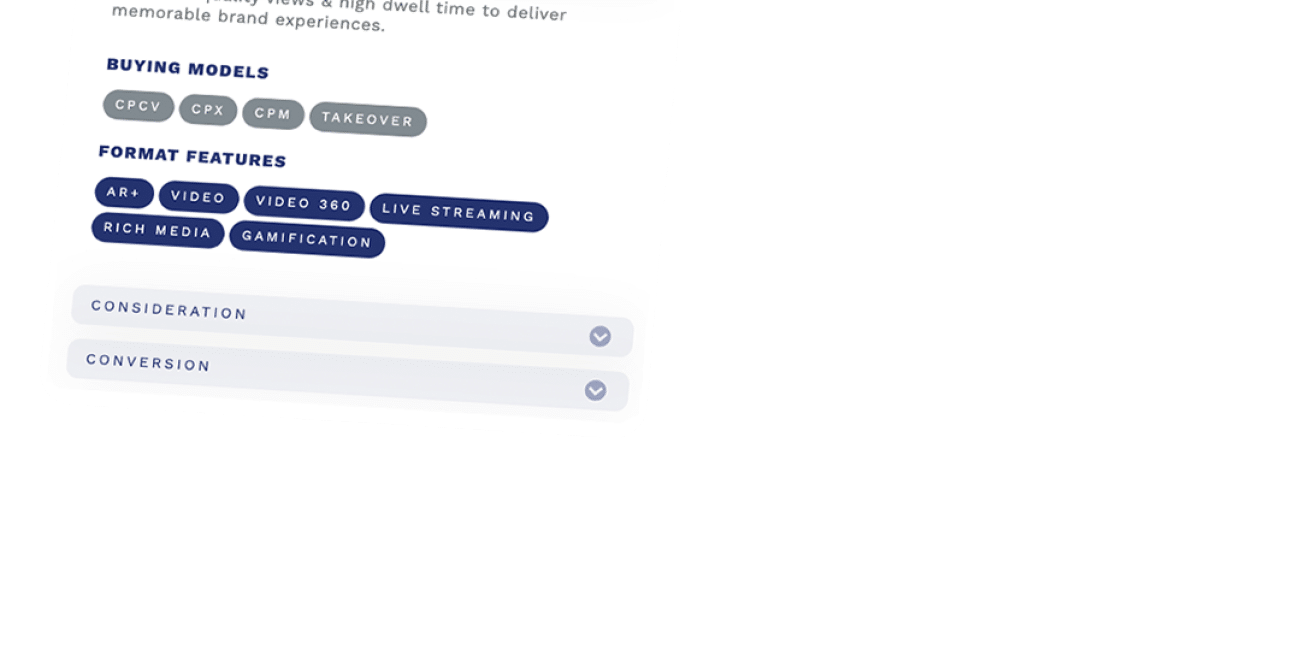 views & high dwell time to deliver
memorable brand experiences.
BUYING MODELS
CPCV CPX CPM TAKEOVER
FORMAT FEATURES
AR+ VIDEO VIDEO 360 LIVE STREAMING
RICH MEDIA GAMIFICATION
CONSIDERATION
CONVERSION